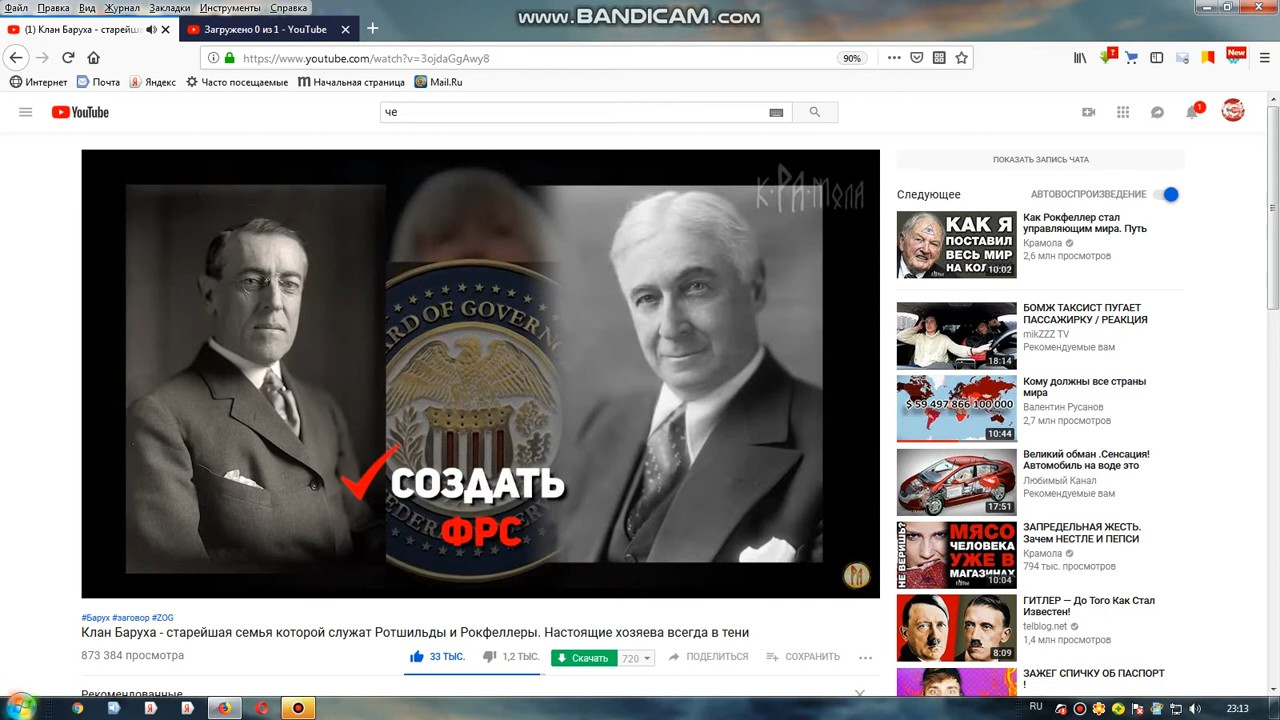 Файл Правка Вид Журнал Закладки Инструменты Справка
www.BANDICAM.com
(1) Клан Баруха - старейша
Загружено 0 из 1 - YouTube
https://www.youtube.com/watch?v=3ojdaGgAwy8
90%
New
Интернет Почта Яндекс Часто посещаемые Начальная страница Mail.Ru
YouTube
че
1
ПОКАЗАТЬ ЗАПИСЬ ЧАТА
Следующее
АВТОВОСПРОИЗВЕДЕНИЕ
К·РА·МОЛА
СОЗДАТЬ
ФРС
КАК Я
ПОСТАВИЛ
ВЕСЬ МИР
10:02
Как Рокфеллер стал
управляющим мира. Путь
Крамола
2,6 млн просмотров
18:14
БОМЖ ТАКСИСТ ПУГАЕТ
ПАССАЖИРКУ / РЕАКЦИЯ
mikZZZ TV
Рекомендуемые вам
$ 59 497 866 100,000
10:44
Кому должны все страны
мира
Валентин Русанов
2,7 млн просмотров
17:51
Великий обман .Сенсация!
Автомобиль на воде это
Любимый Канал
Рекомендуемые вам
НЕ ВЕРИШЬ?
МЯСО
ЧЕЛОВЕКА
УЖЕ В
МАГАЗИНАХ
10:04
ЗАПРЕДЕЛЬНАЯ ЖЕСТЬ.
Зачем НЕСТЛЕ И ПЕПСИ
Крамола
794 тыс. просмотров
8:09
ГИТЛЕР — До Того Как Стал
Известен!
telblog.net
1,4 млн просмотров
ЗАЖЕГ СПИЧКУ ОБ ПАСПОРТ
!
#Барух #заговор #ZOG
Клан Баруха - старейшая семья которой служат Ротшильды и Рокфеллеры. Настоящие хозяева всегда в тени
873 384 просмотра
33 ТЫС.
1,2 ТЫС.
Скачать
720
ПОДЕЛИТЬСЯ
СОХРАНИТЬ
Рекомендованные
RU
23:13